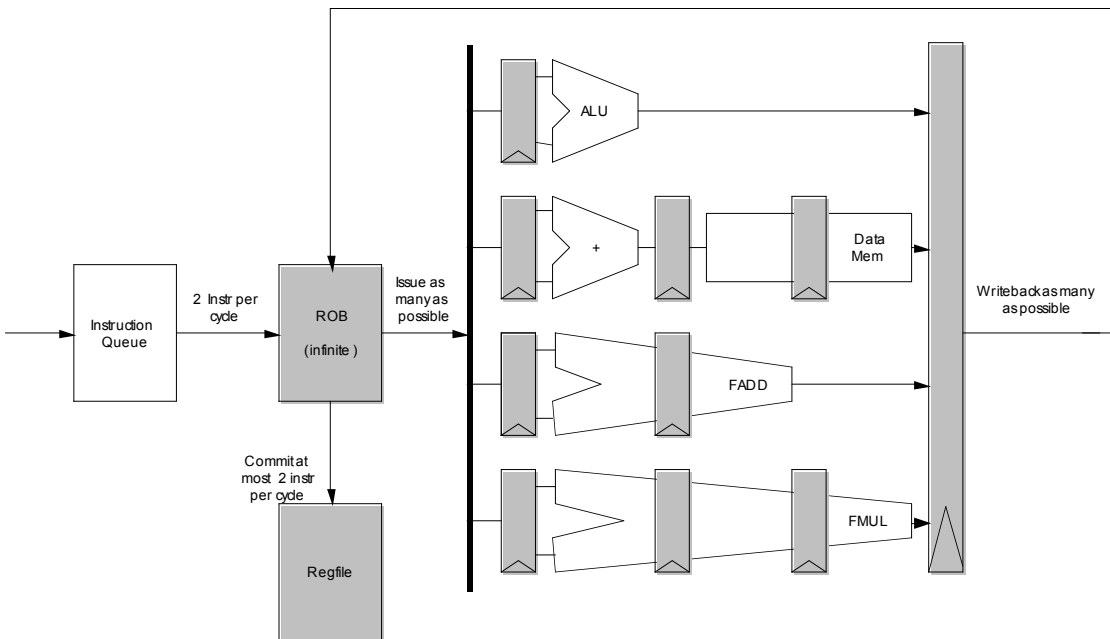 ALU
+
Data
Mem
Instruction
Queue
2 Instr per
cycle
ROB
(infinite)
Issue as
many as
possible
Writeback as many
as possible
FADD
Commit at
most 2 instr
per cycle
FMUL
Regfile